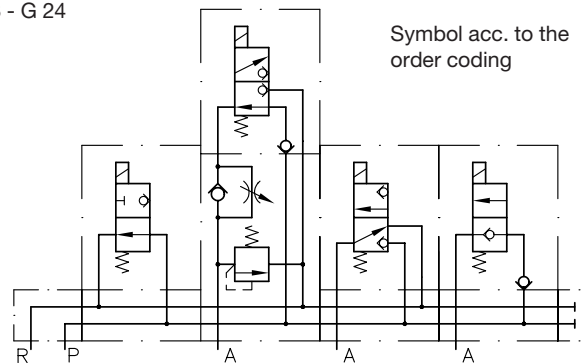 - G 24
Symbol acc. to the
order coding
R P A A A